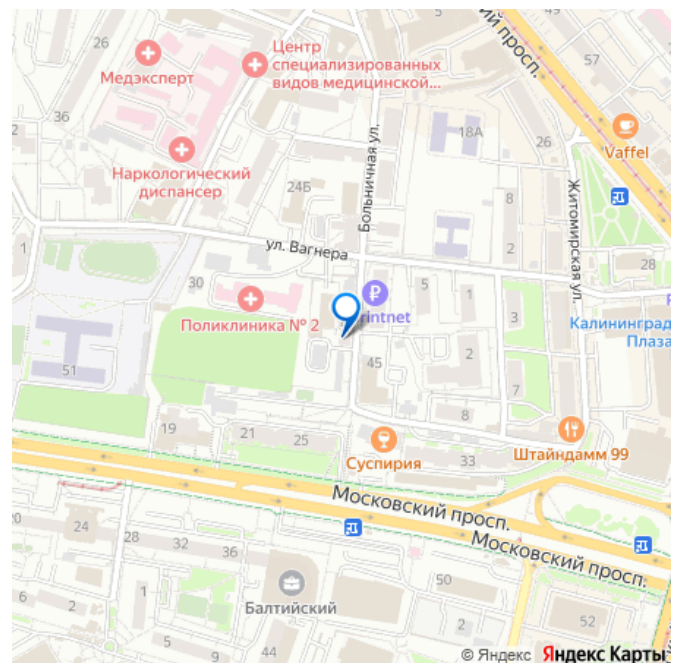 26
Медэксперт
36
Центр
специализированных
видов медицинской...
Наркологический
диспансер
24Б
Больничная ул.
18А
просп.
57
26
Vaffel
8
2
Житомирская ул.
28
1
ул. Вагнера
30
5
1
Поликлиника № 2
rintnet
3
Калининград
Плаза
2
45
7
51
8
19
21
25
Суспирия
33
Штайндамм 99
Московский просп.
Московский просп.
20
24
28
32
36
6
2
1
5
9
44
Балтийский
50
2
52
© Яндекс Яндекс Карты